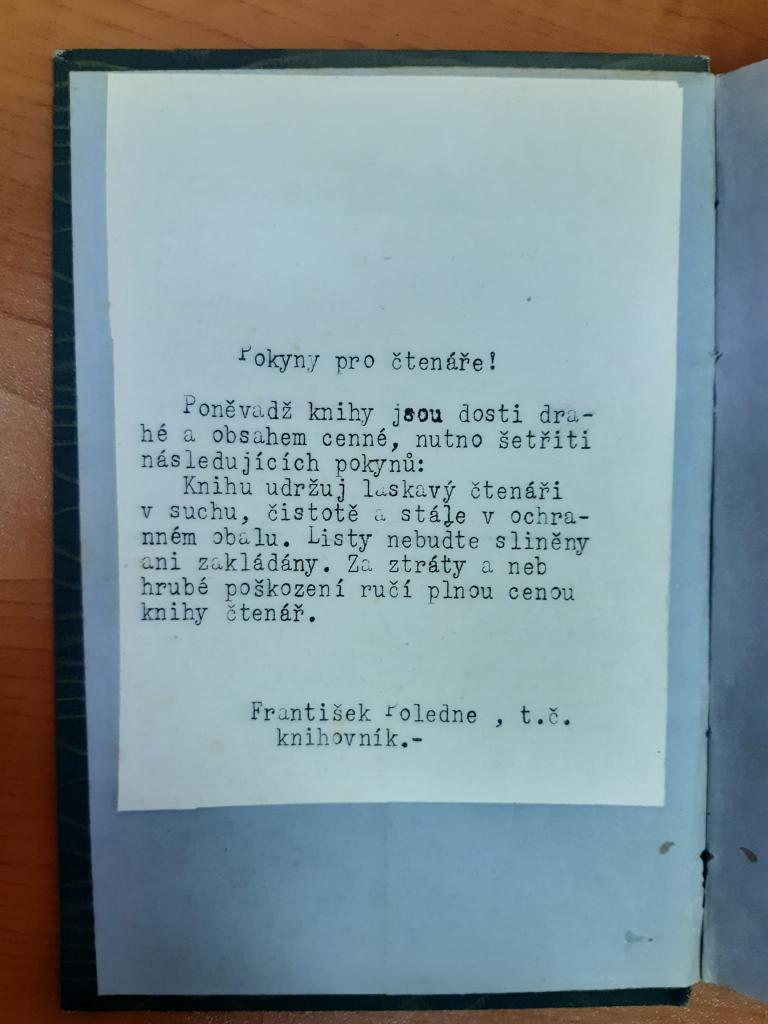 Pokyny pro čtenáře!
Poněvadž knihy jsou dosti dra-
hé a obsahem cenné, nutno šetřiti
následujících pokynů:
Knihu udržuj laskavý čtenáři
v suchu, čistotě a stále v ochra-
nném obalu. Listy nebuďte sliněny
ani zakládány. Za ztráty a neb
hrubé poškození ručí plnou cenou
knihy čtenář.
František Poledne , t.č.
knihovník.-